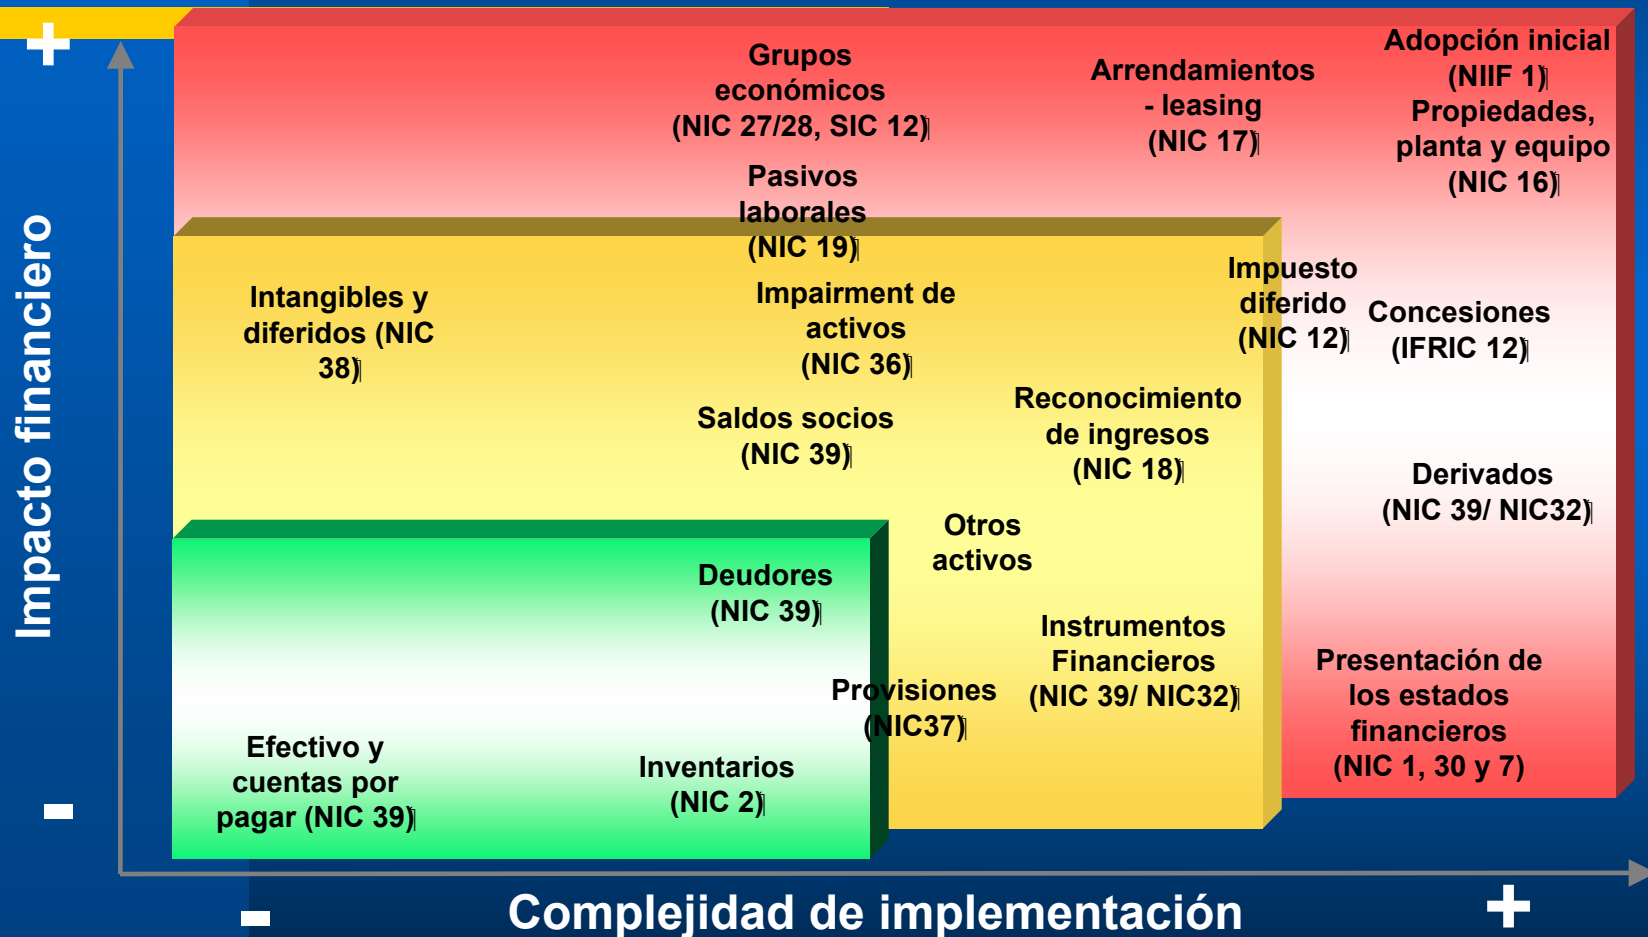 +
Impacto financiero
-
Grupos
económicos
(NIC 27/28, SIC 12)
Arrendamientos
- leasing
(NIC 17)
Adopción inicial
(NIIF 1)
Propiedades,
planta y equipo
(NIC 16)
Pasivos
laborales
(NIC 19)
Intangibles y
diferidos (NIC
38)
Impairment de
activos
(NIC 36)
Impuesto
diferido
(NIC 12)
Concesiones
(IFRIC 12)
Saldos socios
(NIC 39)
Reconocimiento
de ingresos
(NIC 18)
Derivados
(NIC 39/ NIC32)
Otros
activos
Deudores
(NIC 39)
Instrumentos
Financieros
(NIC 39/ NIC32)
Provisiones
(NIC37)
Presentación de
los estados
financieros
(NIC 1, 30 y 7)
Efectivo y
cuentas por
pagar (NIC 39)
Inventarios
(NIC 2)
-
Complejidad de implementación
+